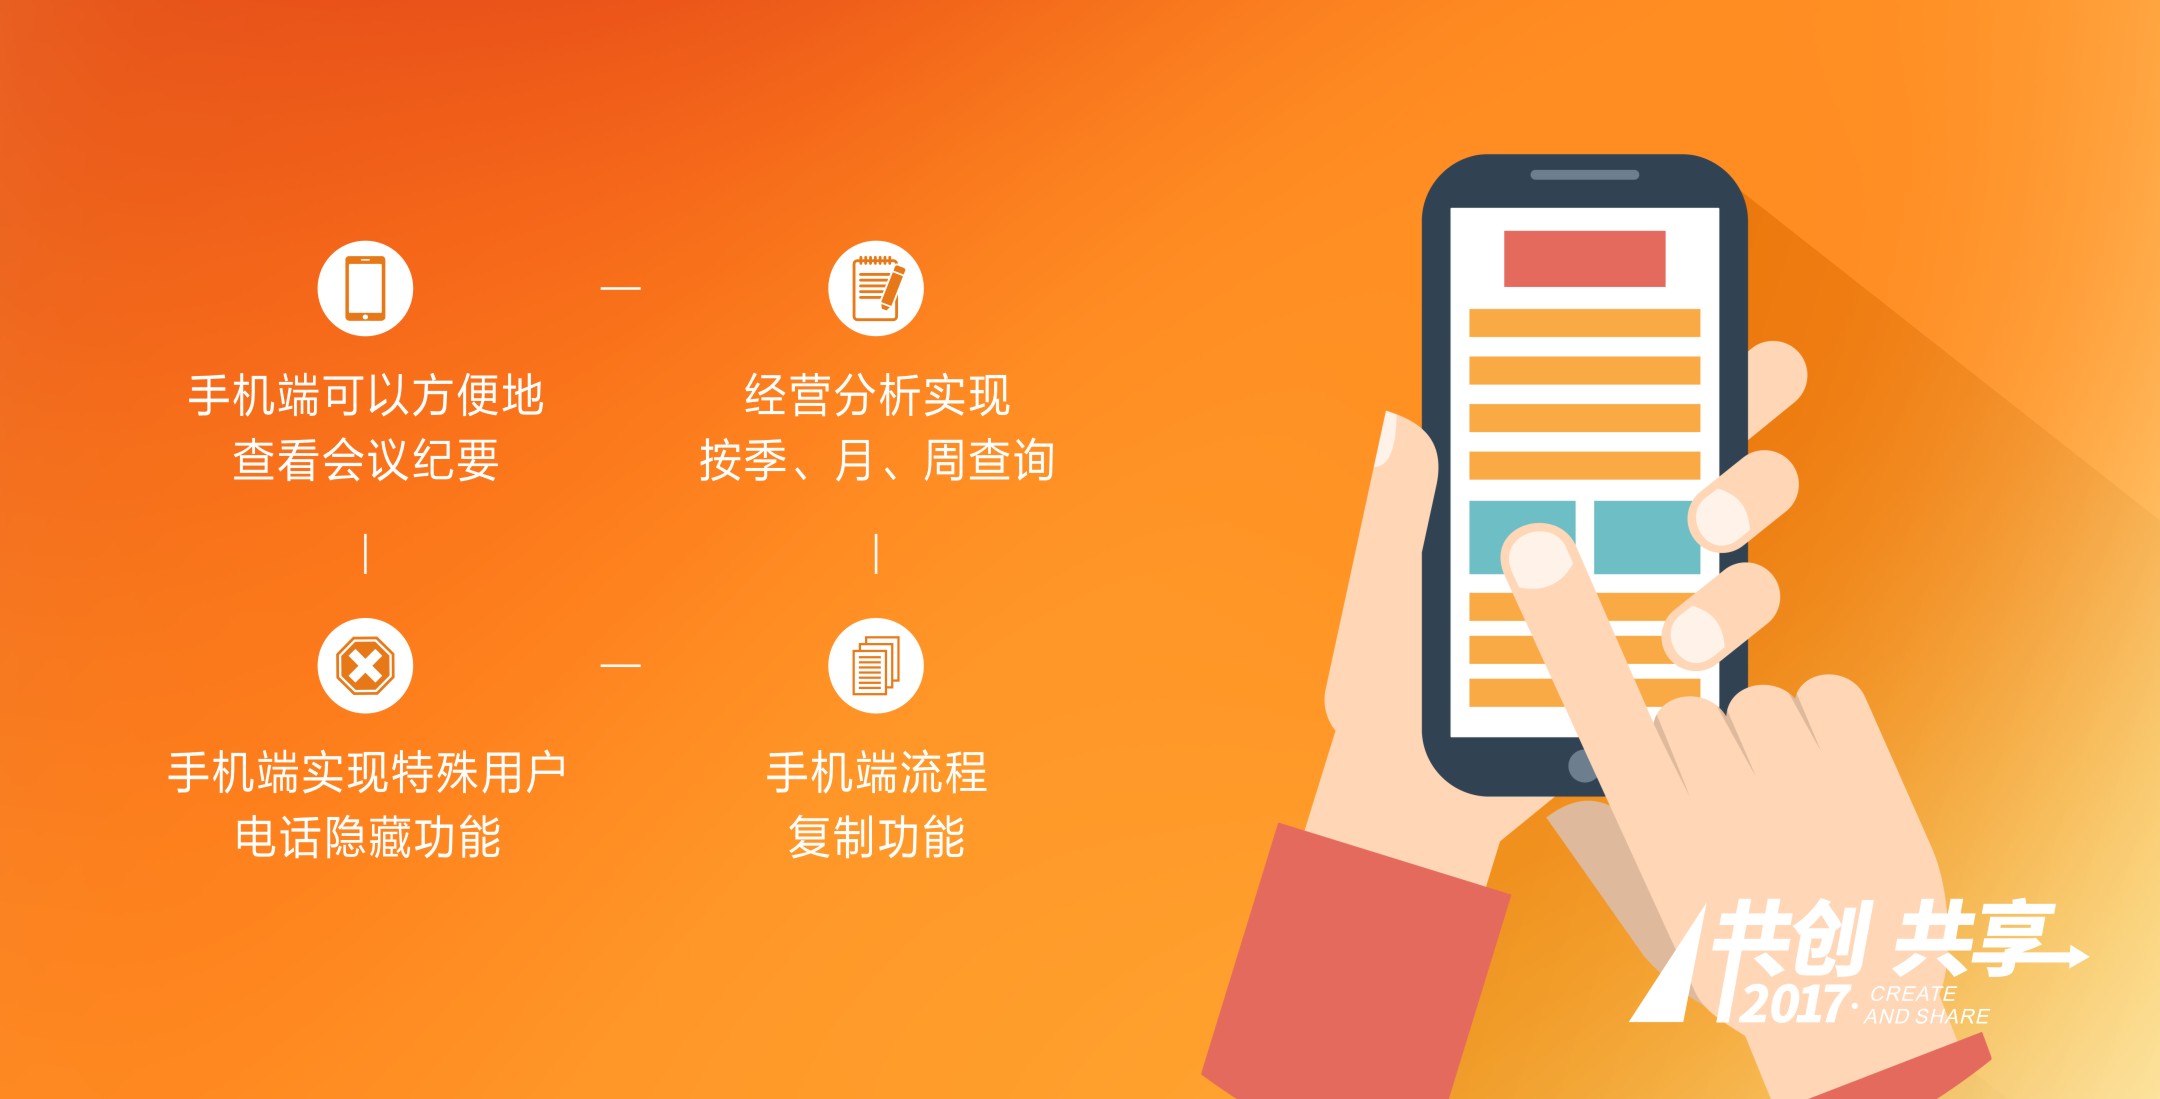 手机端可以方便地
查看会议纪要
经营分析实现
按季、月、周查询
手机端实现特殊用户
电话隐藏功能
手机端流程
复制功能
共创 共享
2017· CREATE
AND SHARE